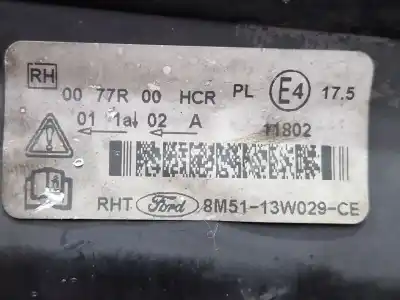 RH
00 77R 00 HCR PL E4 17.5
01 1a 02 A
11802
RHT Ford 8M51-13W029-CE